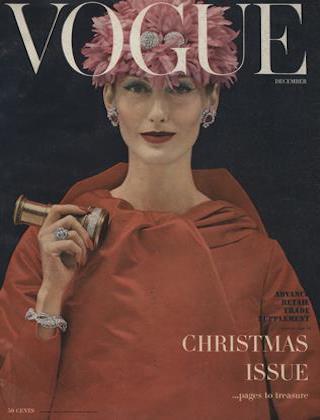 VOGUE
DECEMBER
ADVANCE
RETAIL
TRADE
SUPPLEMENT
CHRISTMAS
ISSUE
...pages to treasure
50 CENTS